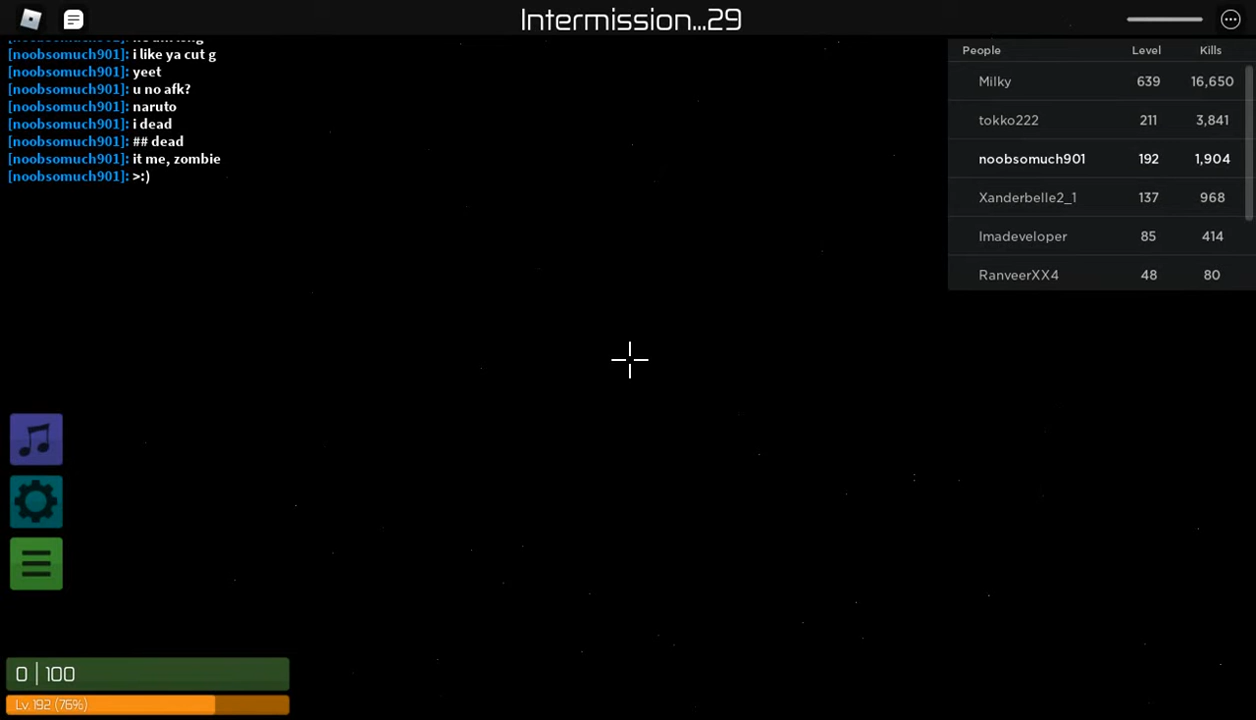 Intermission...29
[noobsomuch901]: i like ya cut g
[noobsomuch901]: yeet
[noobsomuch901]: u no afk?
[noobsomuch901]: naruto
[noobsomuch901]: i dead
[noobsomuch901]: ## dead
[noobsomuch901]: it me, zombie
[noobsomuch901]: >:)
People Level Kills
Milky 639 16,650
tokko222 211 3,841
noobsomuch901 192 1,904
Xanderbelle2_1 137 968
Imadeveloper 85 414
RanveerXX4 48 80
0 | 100
Lv. 192 (76%)